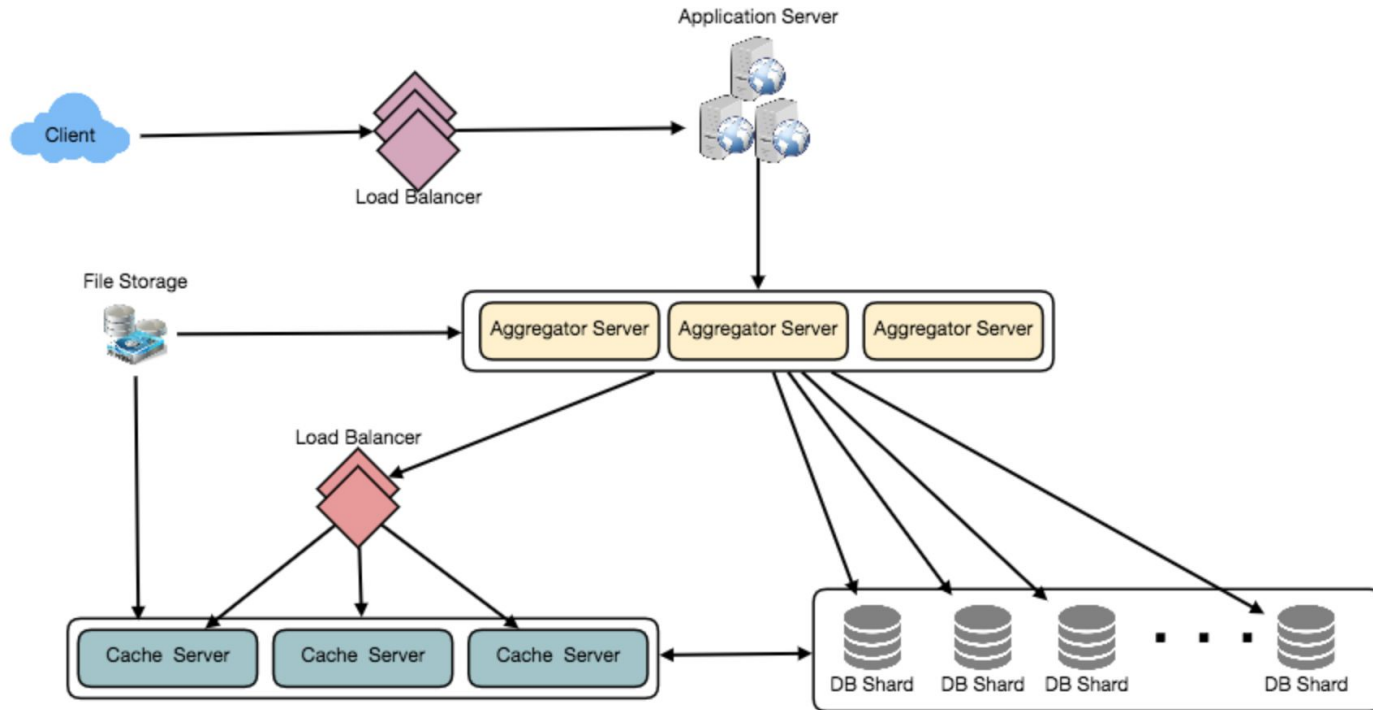 Application Server
Client
Load Balancer
File Storage
Aggregator Server
Aggregator Server
Aggregator Server
Load Balancer
Cache Server
Cache Server
Cache Server
DB Shard
DB Shard
DB Shard
DB Shard